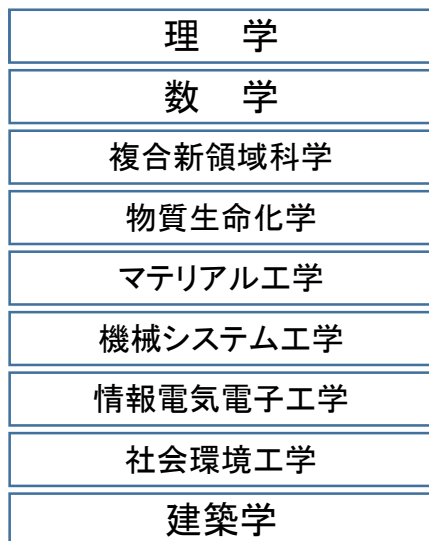 理　学
数　学
複合新領域科学
物質生命化学
マテリアル工学
機械システム工学
情報電気電子工学
社会環境工学
建築学